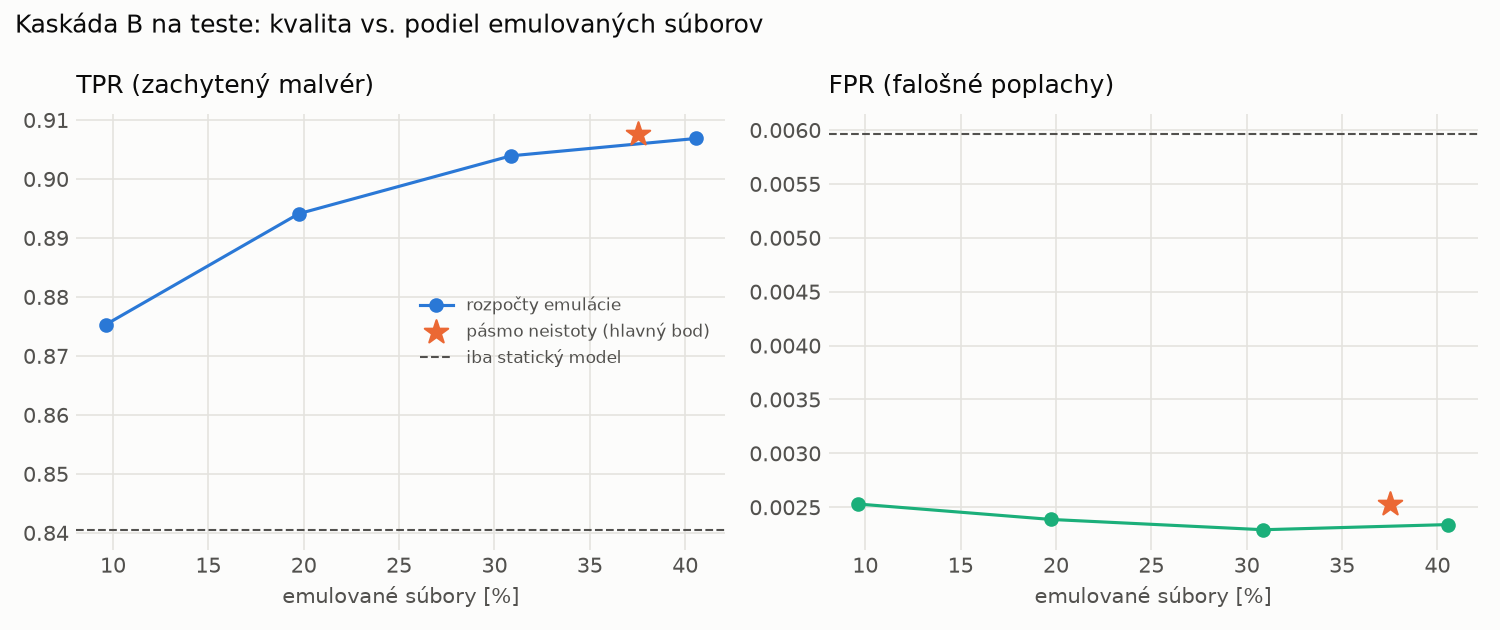 Kaskáda B na teste: kvalita vs. podiel emulovaných súborov
TPR (zachytený malvér)
0.91
0.90
0.89
0.88
0.87
0.86
0.85
0.84
10 15 20 25 30 35 40
emulované súbory [%]
rozpočty emulácie
pásmo neistoty (hlavný bod)
iba statický model
FPR (falošné poplachy)
0.0060
0.0055
0.0050
0.0045
0.0040
0.0035
0.0030
0.0025
10 15 20 25 30 35 40
emulované súbory [%]